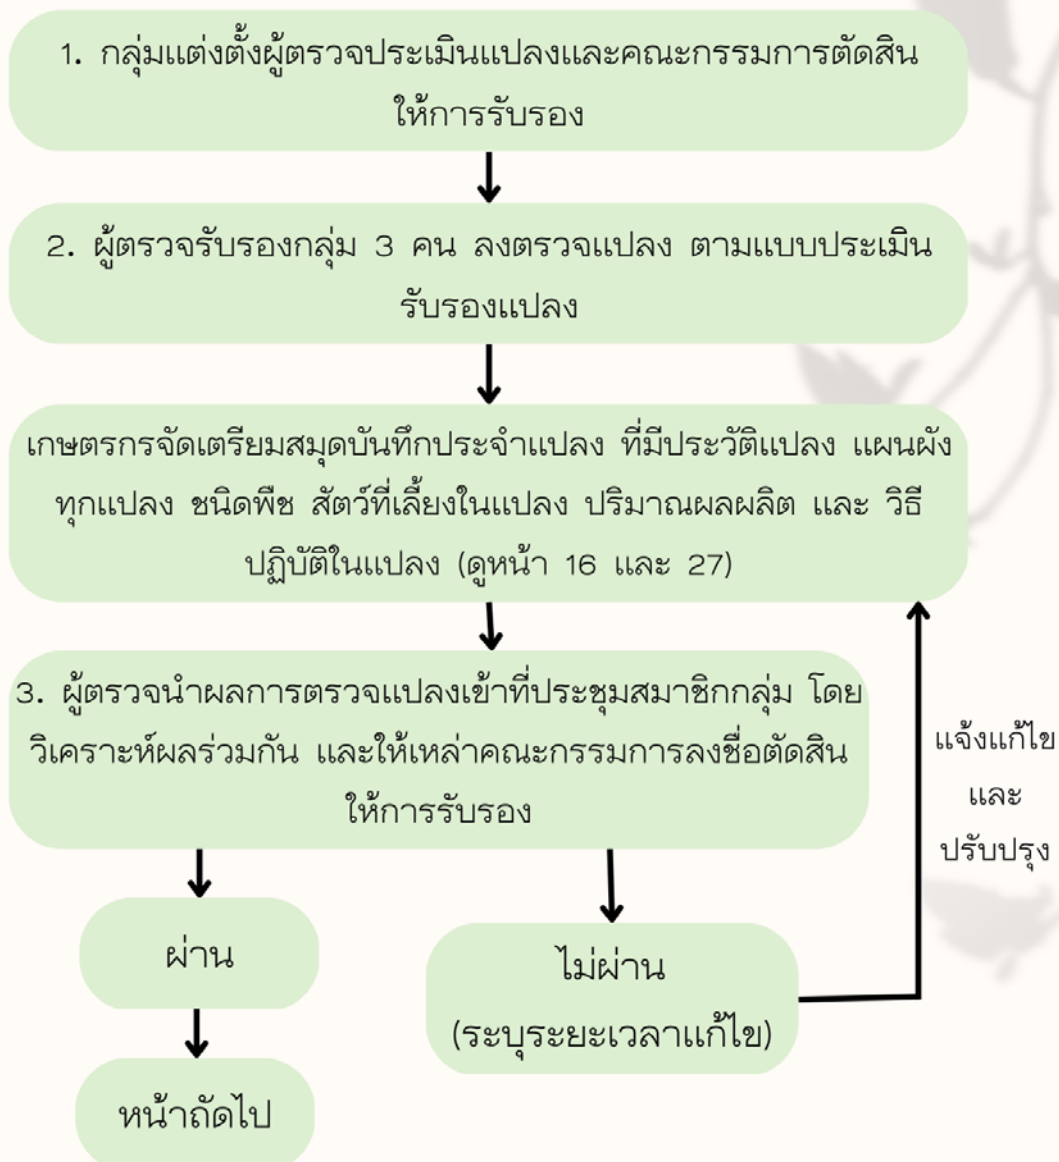 1. กลุ่มแต่งตั้งผู้ตรวจประเมินแปลงและคณะกรรมการตัดสิน
ให้การรับรอง
2. ผู้ตรวจรับรองกลุ่ม 3 คน ลงตรวจแปลง ตามแบบประเมิน
รับรองแปลง
เกษตรกรจัดเตรียมสมุดบันทึกประจำแปลง ที่มีประวัติแปลง แผนผัง
ทุกแปลง ชนิดพืช สัตว์ที่เลี้ยงในแปลง ปริมาณผลผลิต และ วิธี
ปฏิบัติในแปลง (ดูหน้า 16 และ 27)
3. ผู้ตรวจนำผลการตรวจแปลงเข้าที่ประชุมสมาชิกกลุ่ม โดย
วิเคราะห์ผลร่วมกัน และให้เหล่าคณะกรรมการลงชื่อตัดสิน
ให้การรับรอง
แจ้งแก้ไข
และ
ปรับปรุง
ผ่าน
ไม่ผ่าน
(ระบุระยะเวลาแก้ไข)
หน้าถัดไป